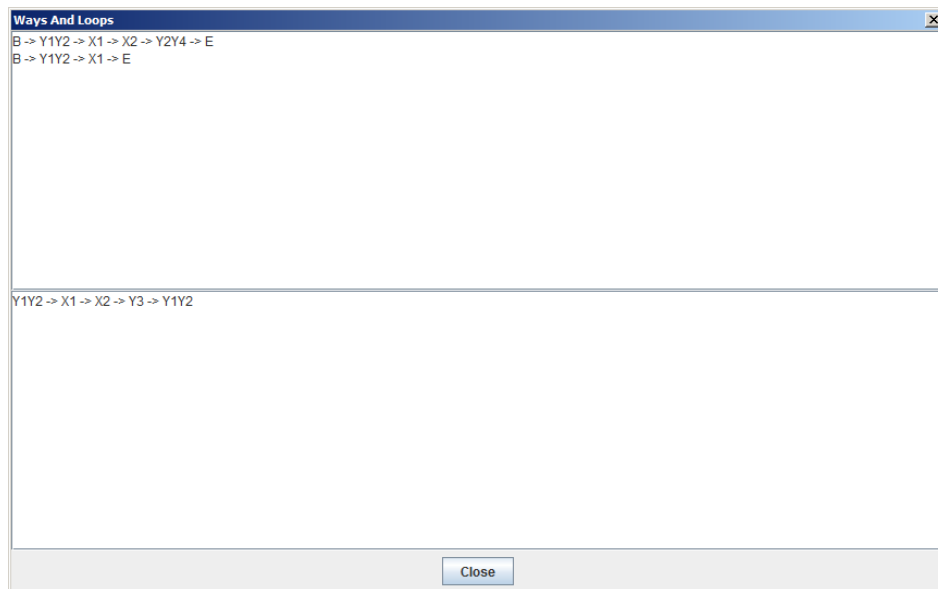 Ways And Loops
B -> Y1Y2 -> X1 -> X2 -> Y2Y4 -> E
B -> Y1Y2 -> X1 -> E
Y1Y2 -> X1 -> X2 -> Y3 -> Y1Y2
Close